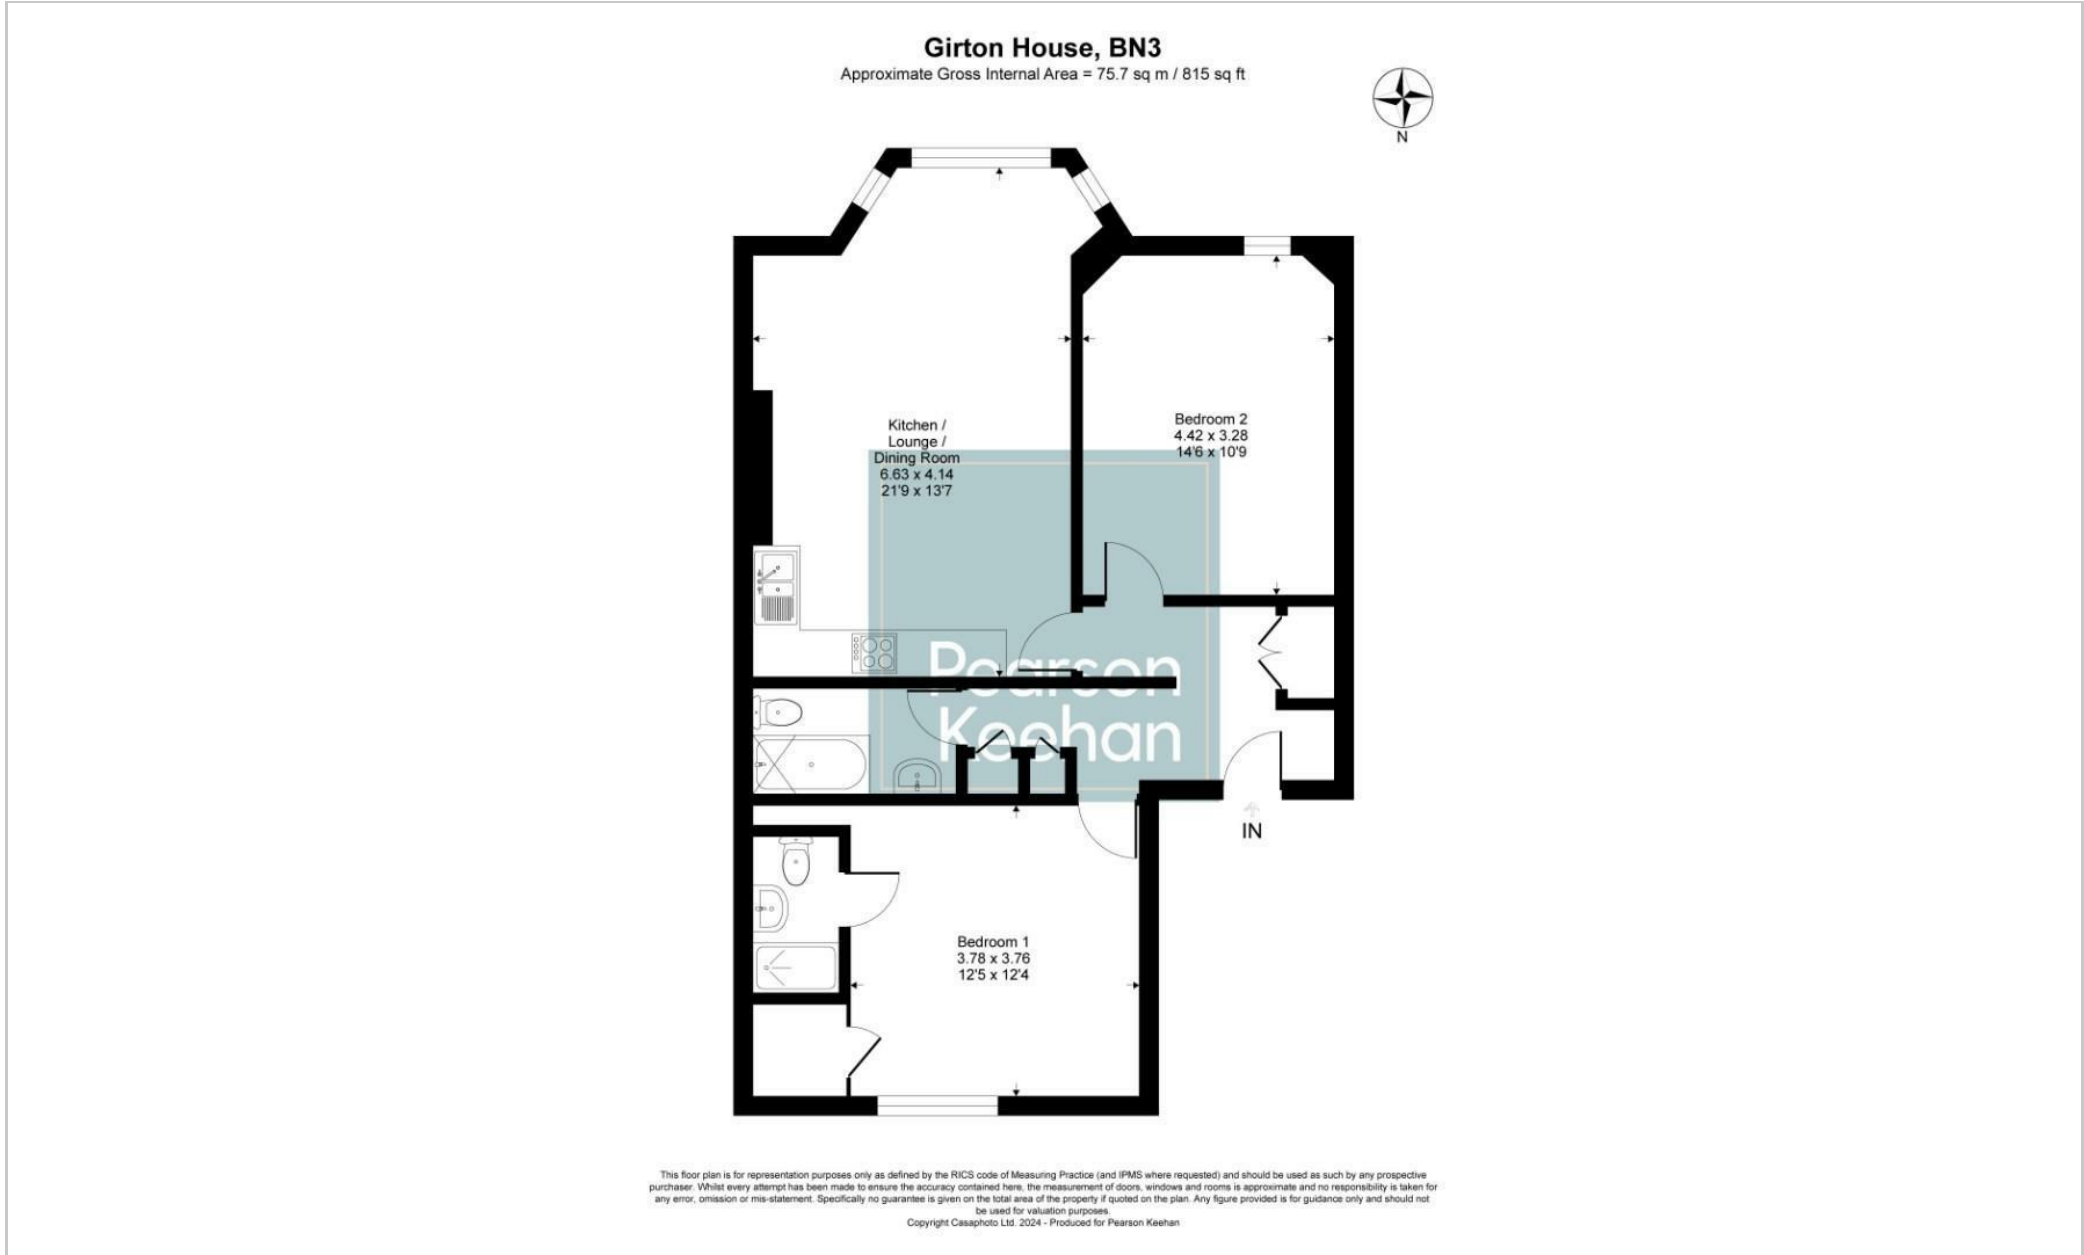 Girton House, BN3
Approximate Gross Internal Area = 75.7 sq m / 815 sq ft
N
Kitchen /
Lounge /
Dining Room
6.63 x 4.14
21'9 x 13'7
Bedroom 2
4.42 x 3.28
14'6 x 10'9
Pearson
Keehan
IN
Bedroom 1
3.78 x 3.76
12'5 x 12'4
This floor plan is for representation purposes only as defined by the RICS code of Measuring Practice (and IPMS where requested) and should be used as such by any prospective
purchaser. Whilst every attempt has been made to ensure the accuracy contained here, the measurement of doors, windows and rooms is approximate and no responsibility is taken for
any error, omission or mis-statement. Specifically no guarantee is given on the total area of the property if quoted on the plan. Any figure provided is for guidance only and should not
be used for valuation purposes.
Copyright Casaphoto Ltd. 2024 - Produced for Pearson Keehan